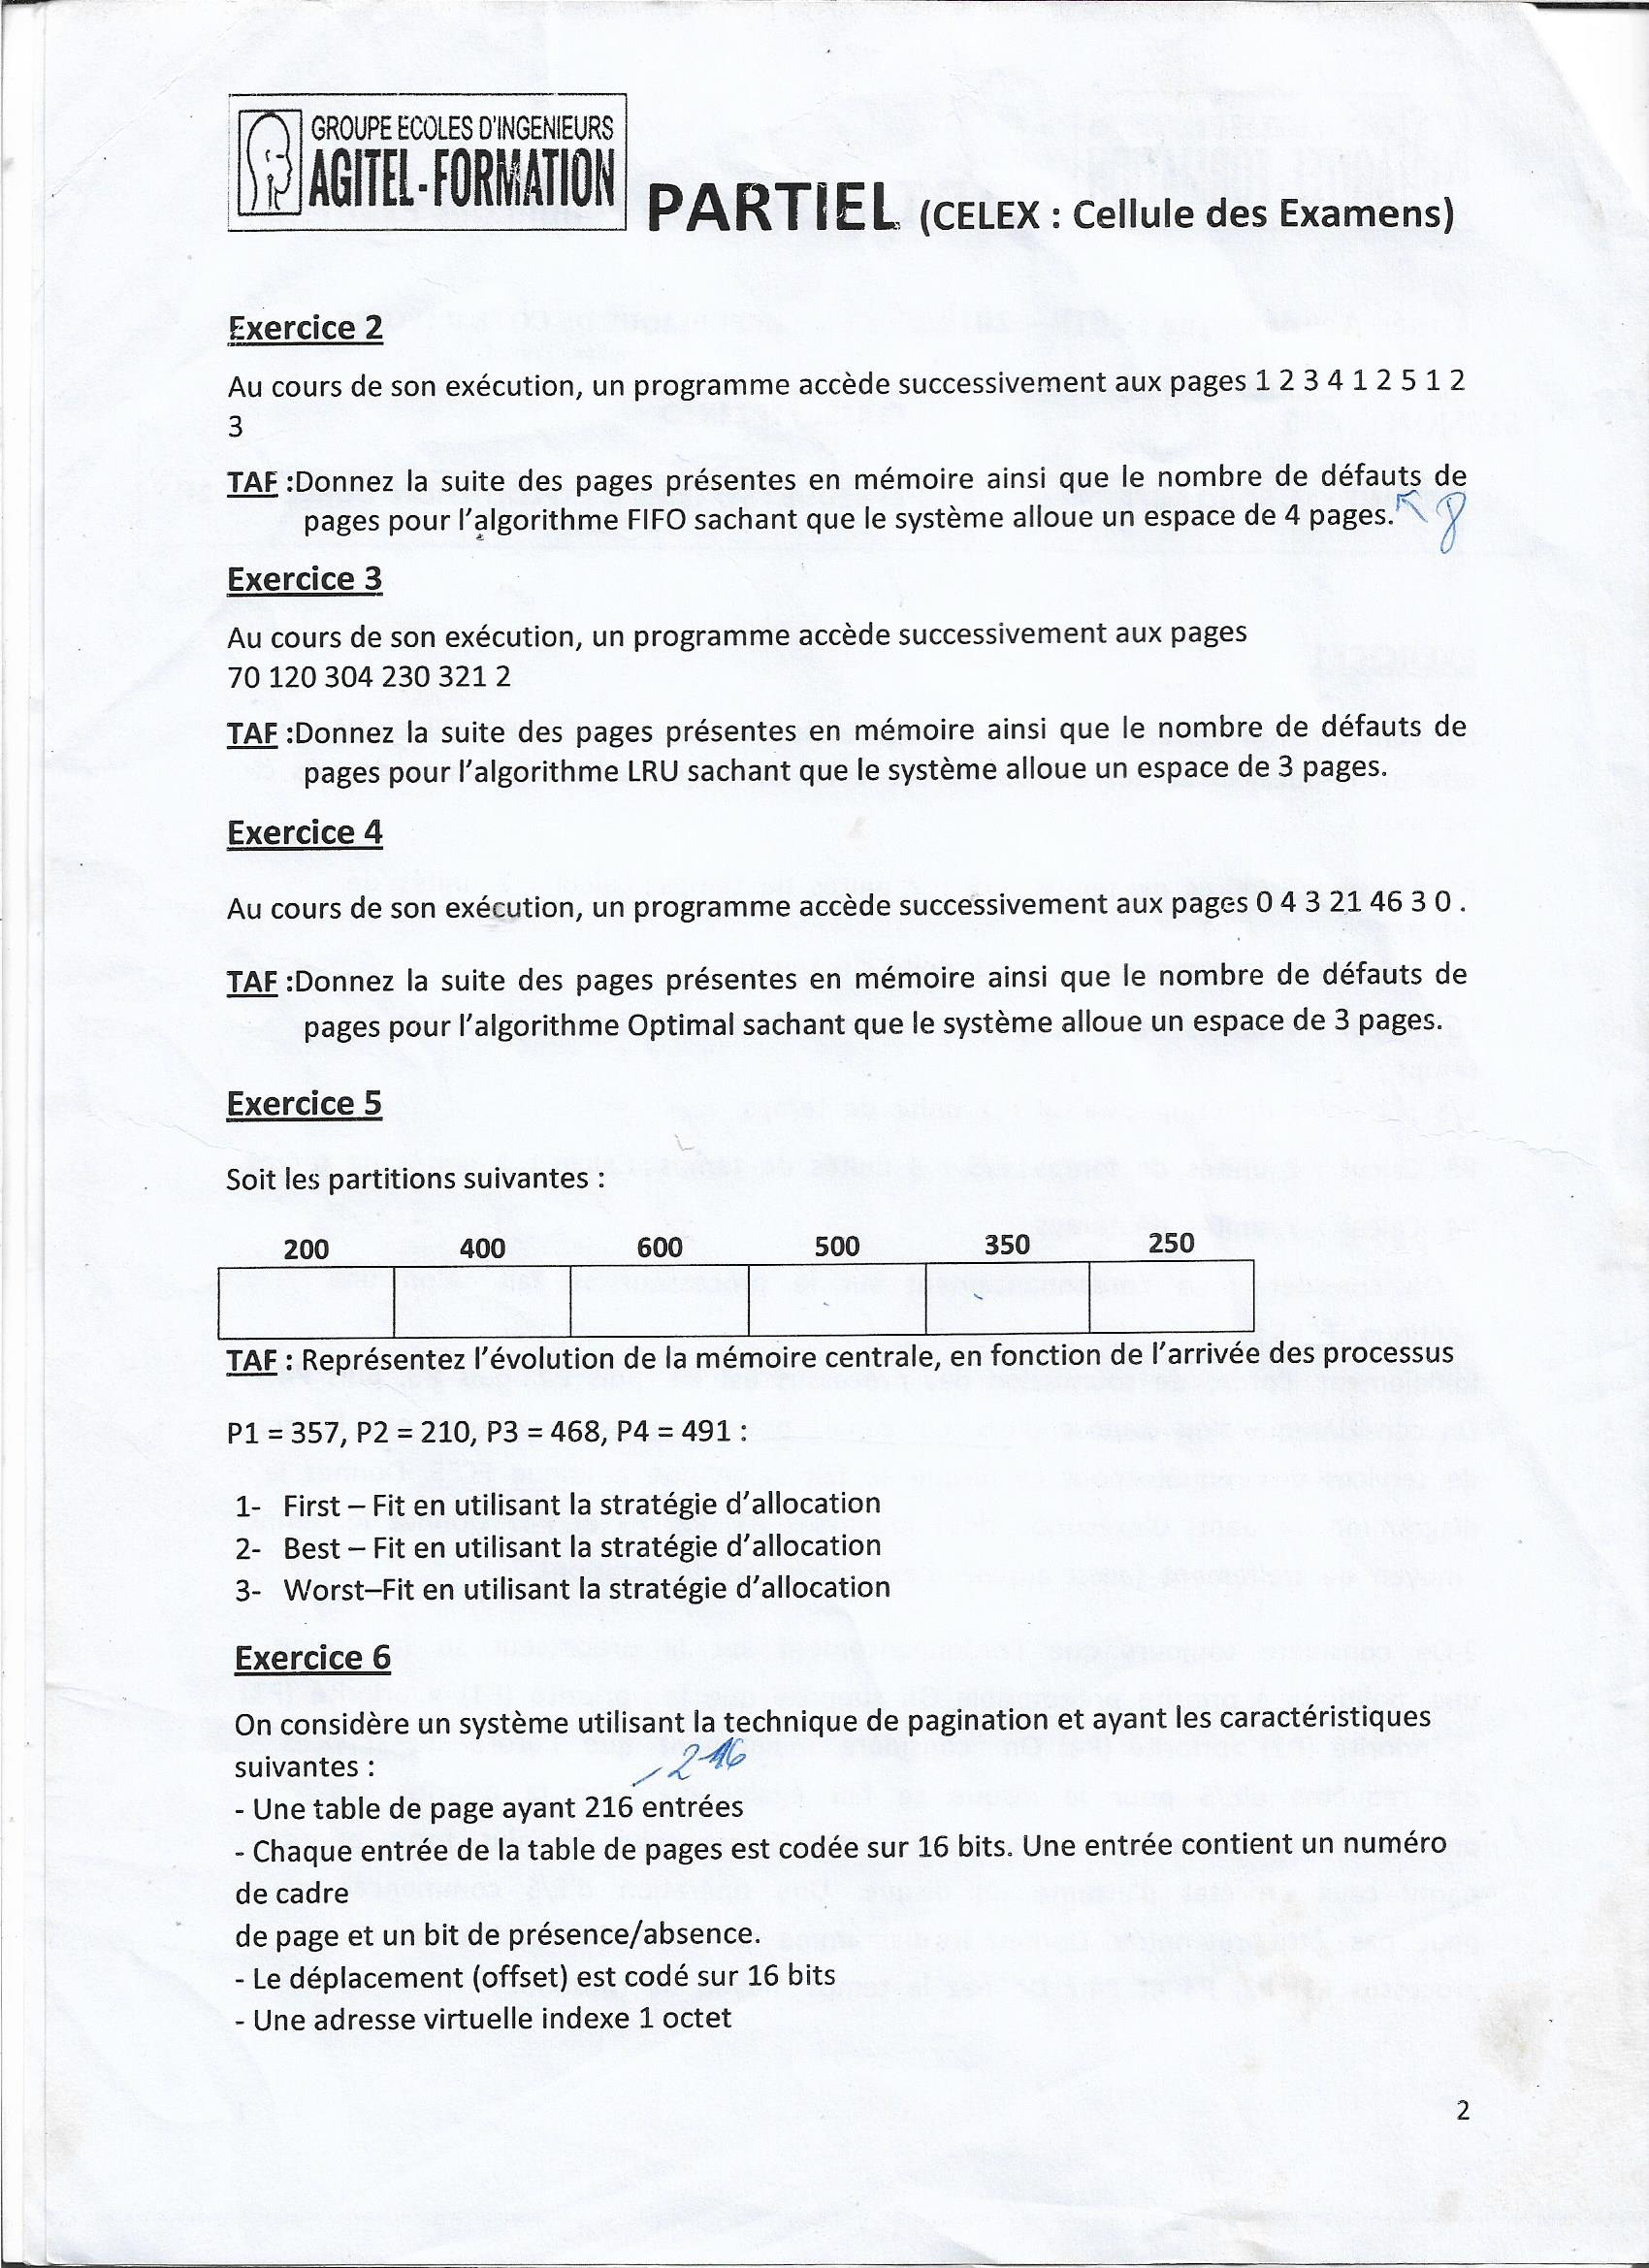 GROUPE ECOLES D'INGENIEURS
AGITEL-FORMATION
PARTIEL (CELEX : Cellule des Examens)
Exercice 2
Au cours de son exécution, un programme accède successivement aux pages 1 2 3 4 1 2 5 1 2
3
TAF :Donnez la suite des pages présentes en mémoire ainsi que le nombre de défauts de
pages pour l'algorithme FIFO sachant que le système alloue un espace de 4 pages.
Exercice 3
Au cours de son exécution, un programme accède successivement aux pages
70 120 304 230 321 2
TAF :Donnez la suite des pages présentes en mémoire ainsi que le nombre de défauts de
pages pour l'algorithme LRU sachant que le système alloue un espace de 3 pages.
Exercice 4
Au cours de son exécution, un programme accède successivement aux pages 0 4 3 21 46 3 0 .
TAF :Donnez la suite des pages présentes en mémoire ainsi que le nombre de défauts de
pages pour l'algorithme Optimal sachant que le système alloue un espace de 3 pages.
Exercice 5
Soit les partitions suivantes :
200 400 600 500 350 250
TAF : Représentez l'évolution de la mémoire centrale, en fonction de l'arrivée des processus
P1 = 357, P2 = 210, P3 = 468, P4 = 491 :
1- First – Fit en utilisant la stratégie d'allocation
2- Best – Fit en utilisant la stratégie d'allocation
3- Worst–Fit en utilisant la stratégie d'allocation
Exercice 6
On considère un système utilisant la technique de pagination et ayant les caractéristiques
suivantes :
- Une table de page ayant 216 entrées
- Chaque entrée de la table de pages est codée sur 16 bits. Une entrée contient un numéro
de cadre
de page et un bit de présence/absence.
- Le déplacement (offset) est codé sur 16 bits
- Une adresse virtuelle indexe 1 octet
2